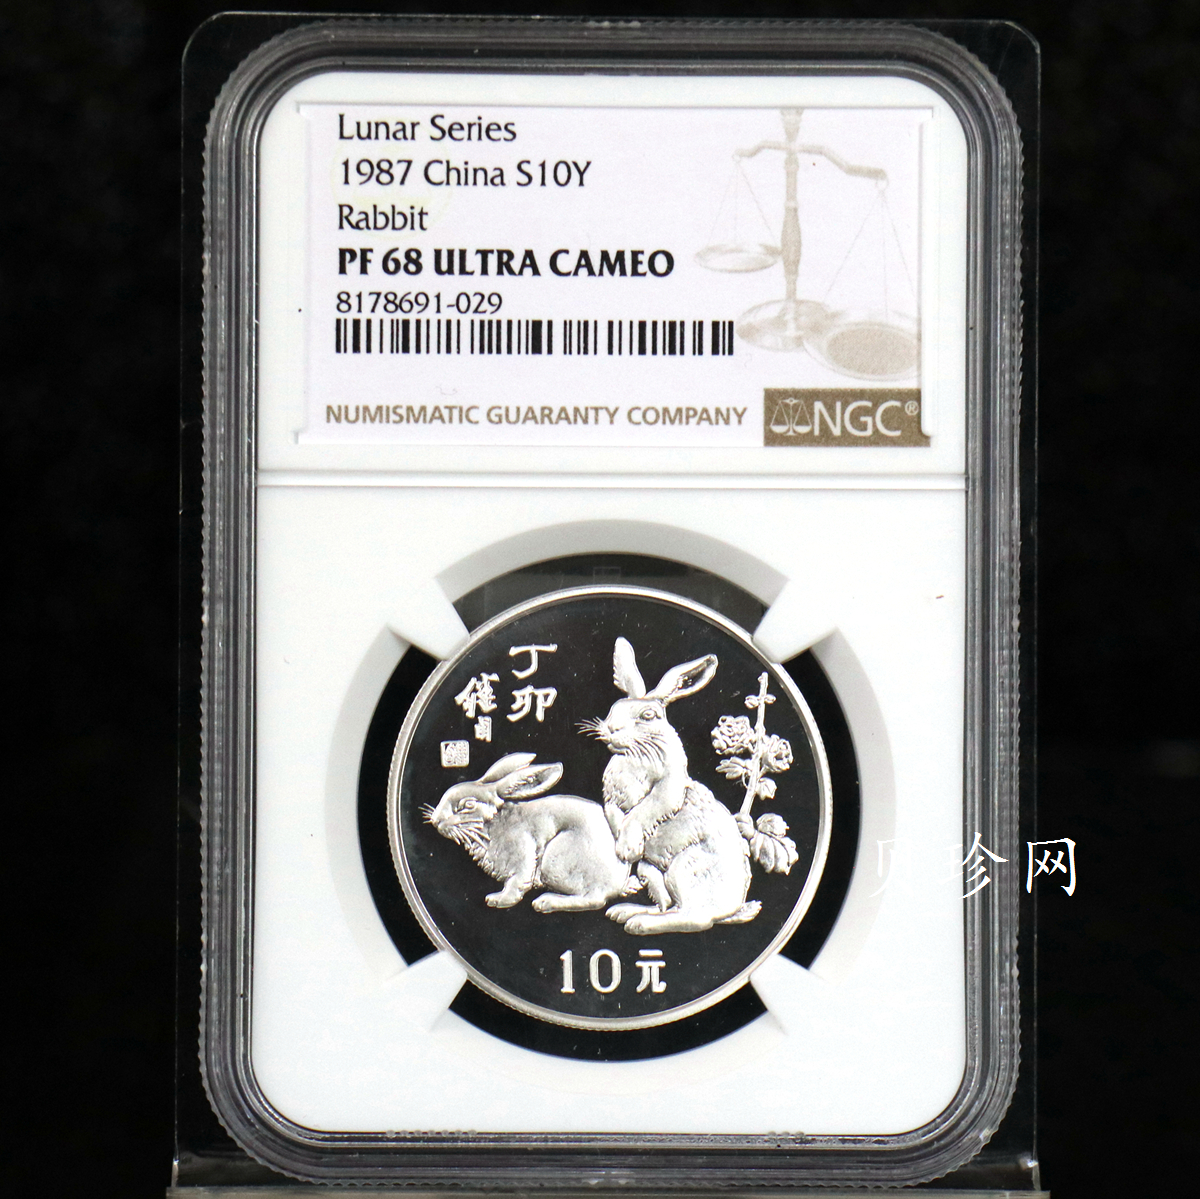 Lunar Series
1987 China S10Y
Rabbit
PF 68 ULTRA CAMEO
8178691-029
NUMISMATIC GUARANTY COMPANY
NGC®
丁卯
10元
贝珍网